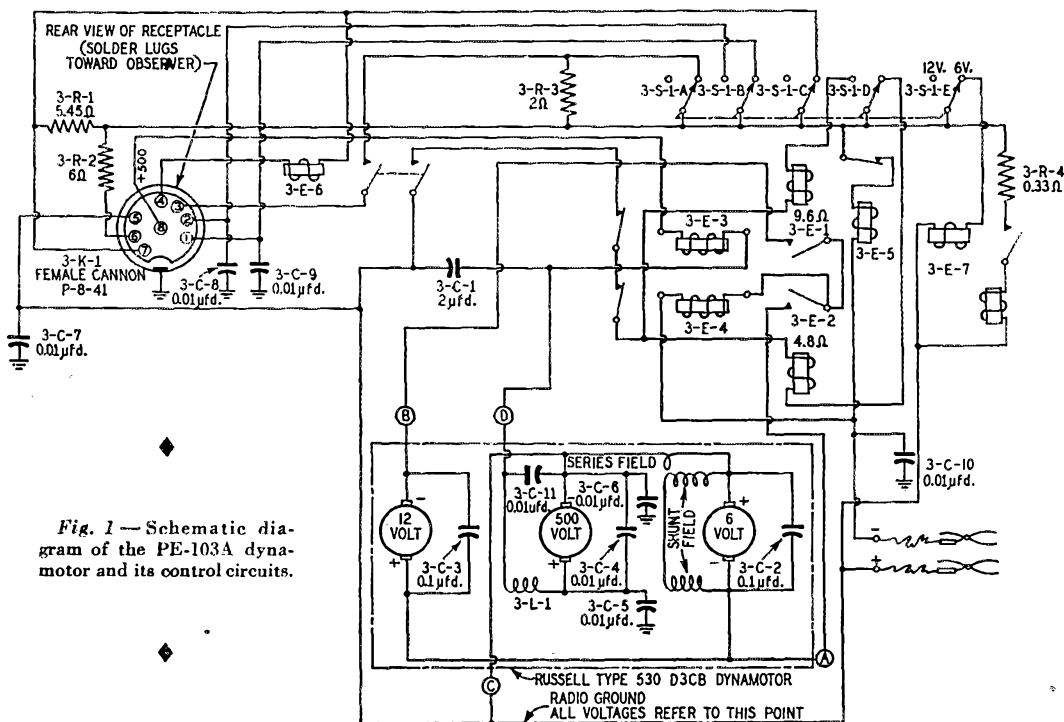 REAR VIEW OF RECEPTACLE
(SOLDER LUGS
TOWARD OBSERVER)
3-R-1
5.45Ω
3-R-2
6Ω
+500
3-E-6
3-R-3
2Ω
3-S-1-A
3-S-1-B
3-S-1-C
3-S-1-D
3-S-1-E
12V. 6V.
3-R-4
0.33Ω
4
3
5
2
8
6
1
7
3-K-1
FEMALE CANNON
P-8-41
3-C-8
0.01μfd.
3-C-9
0.01μfd.
3-C-1
2μfd.
3-E-3
9.6Ω
3-E-1
3-E-5
3-E-7
3-E-4
3-E-2
4.8Ω
3-C-7
0.01μfd.
B
D
SERIES FIELD
3-C-10
0.01μfd.
Fig. 1 — Schematic dia-
gram of the PE-103A dyna-
motor and its control circuits.
-
12
VOLT
+
3-C-3
0.1μfd.
3-C-11
0.01μfd.
-
500
VOLT
+
3-C-6
0.01μfd.
3-C-4
0.01μfd.
3-L-1
3-C-5
0.01μfd.
SHUNT
FIELD
+
6
VOLT
-
3-C-2
0.1μfd.
-
+
A
C
RUSSELL TYPE 530 D3CB DYNAMOTOR
RADIO GROUND
ALL VOLTAGES REFER TO THIS POINT